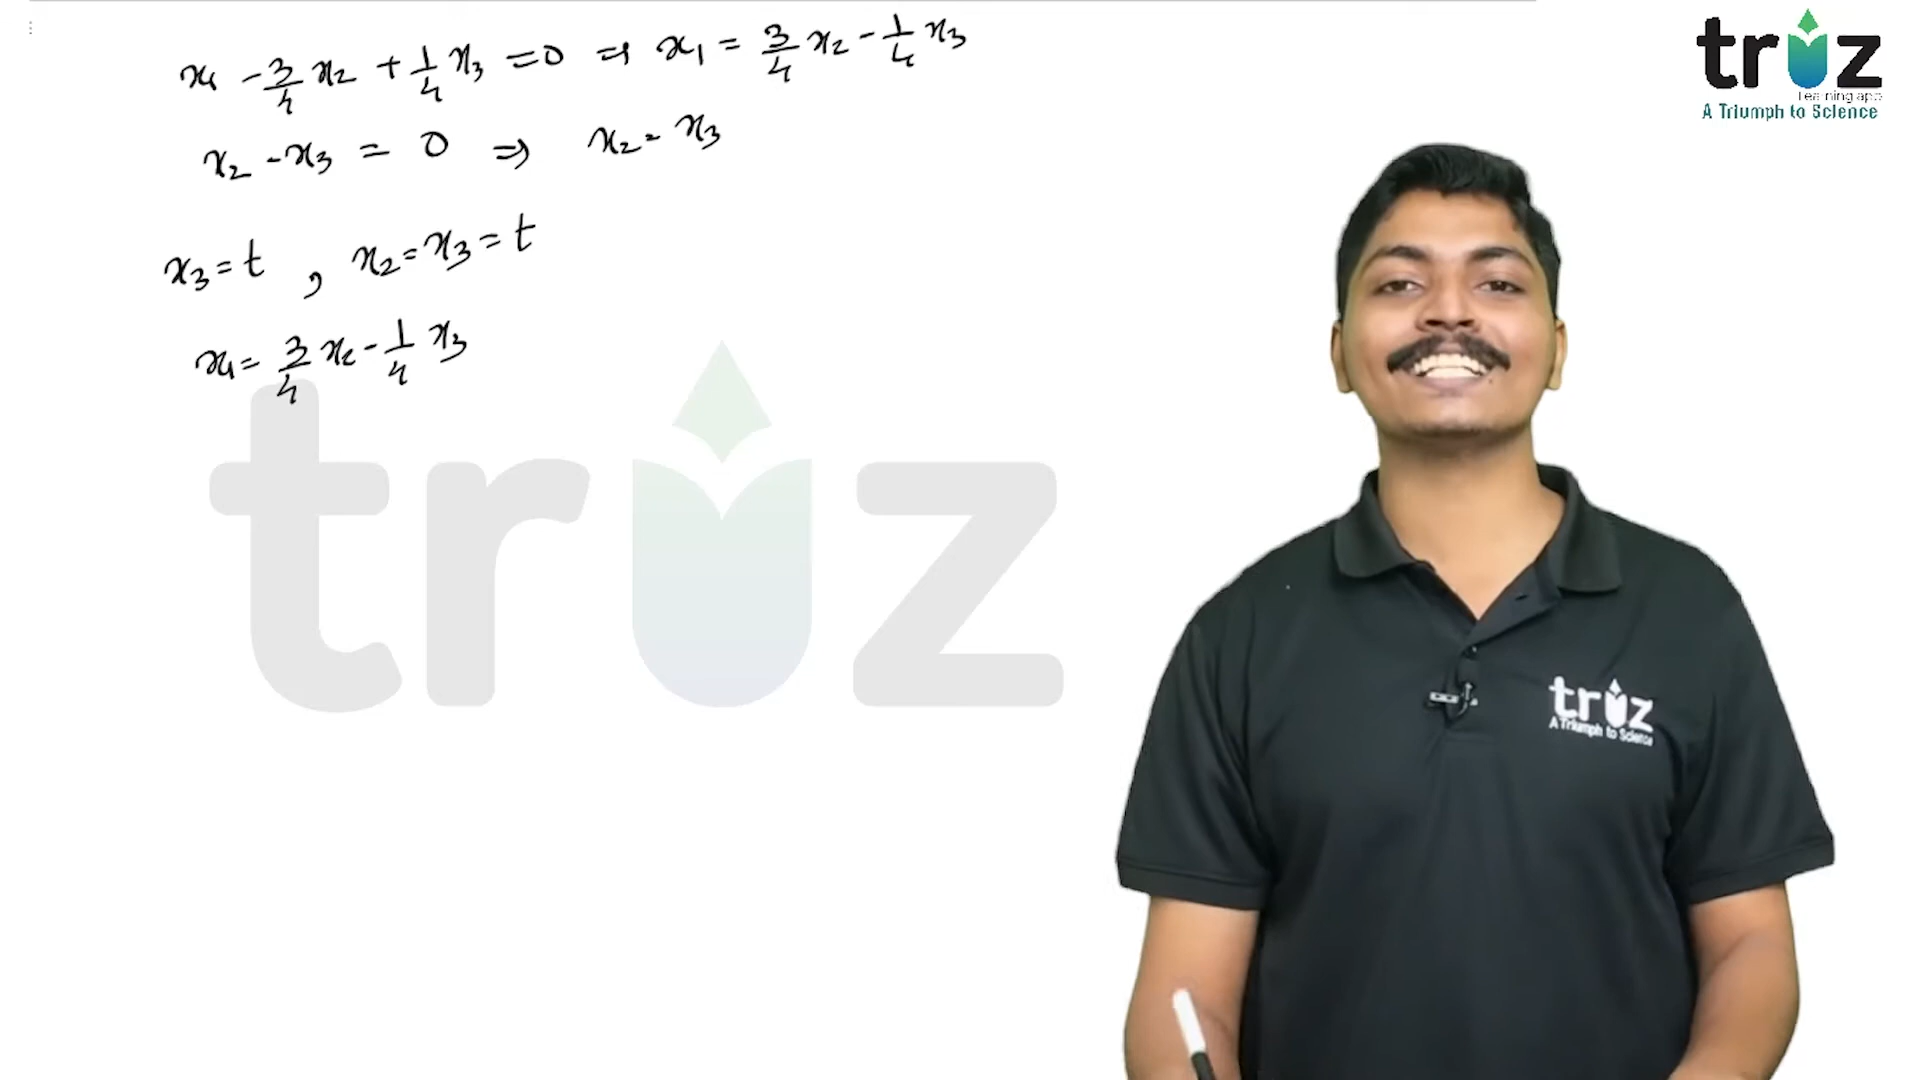 x₁ - 3/4 x₂ + 1/4 x₃ = 0 ⇒ x₁ = 3/4 x₂ - 1/4 x₃
x₂ - x₃ = 0 ⇒ x₂ = x₃
x₃ = t , x₂ = x₃ = t
x₁ = 3/4 x₂ - 1/4 x₃
truz
Learning app
A Triumph to Science
truz
truz
A Triumph to Science